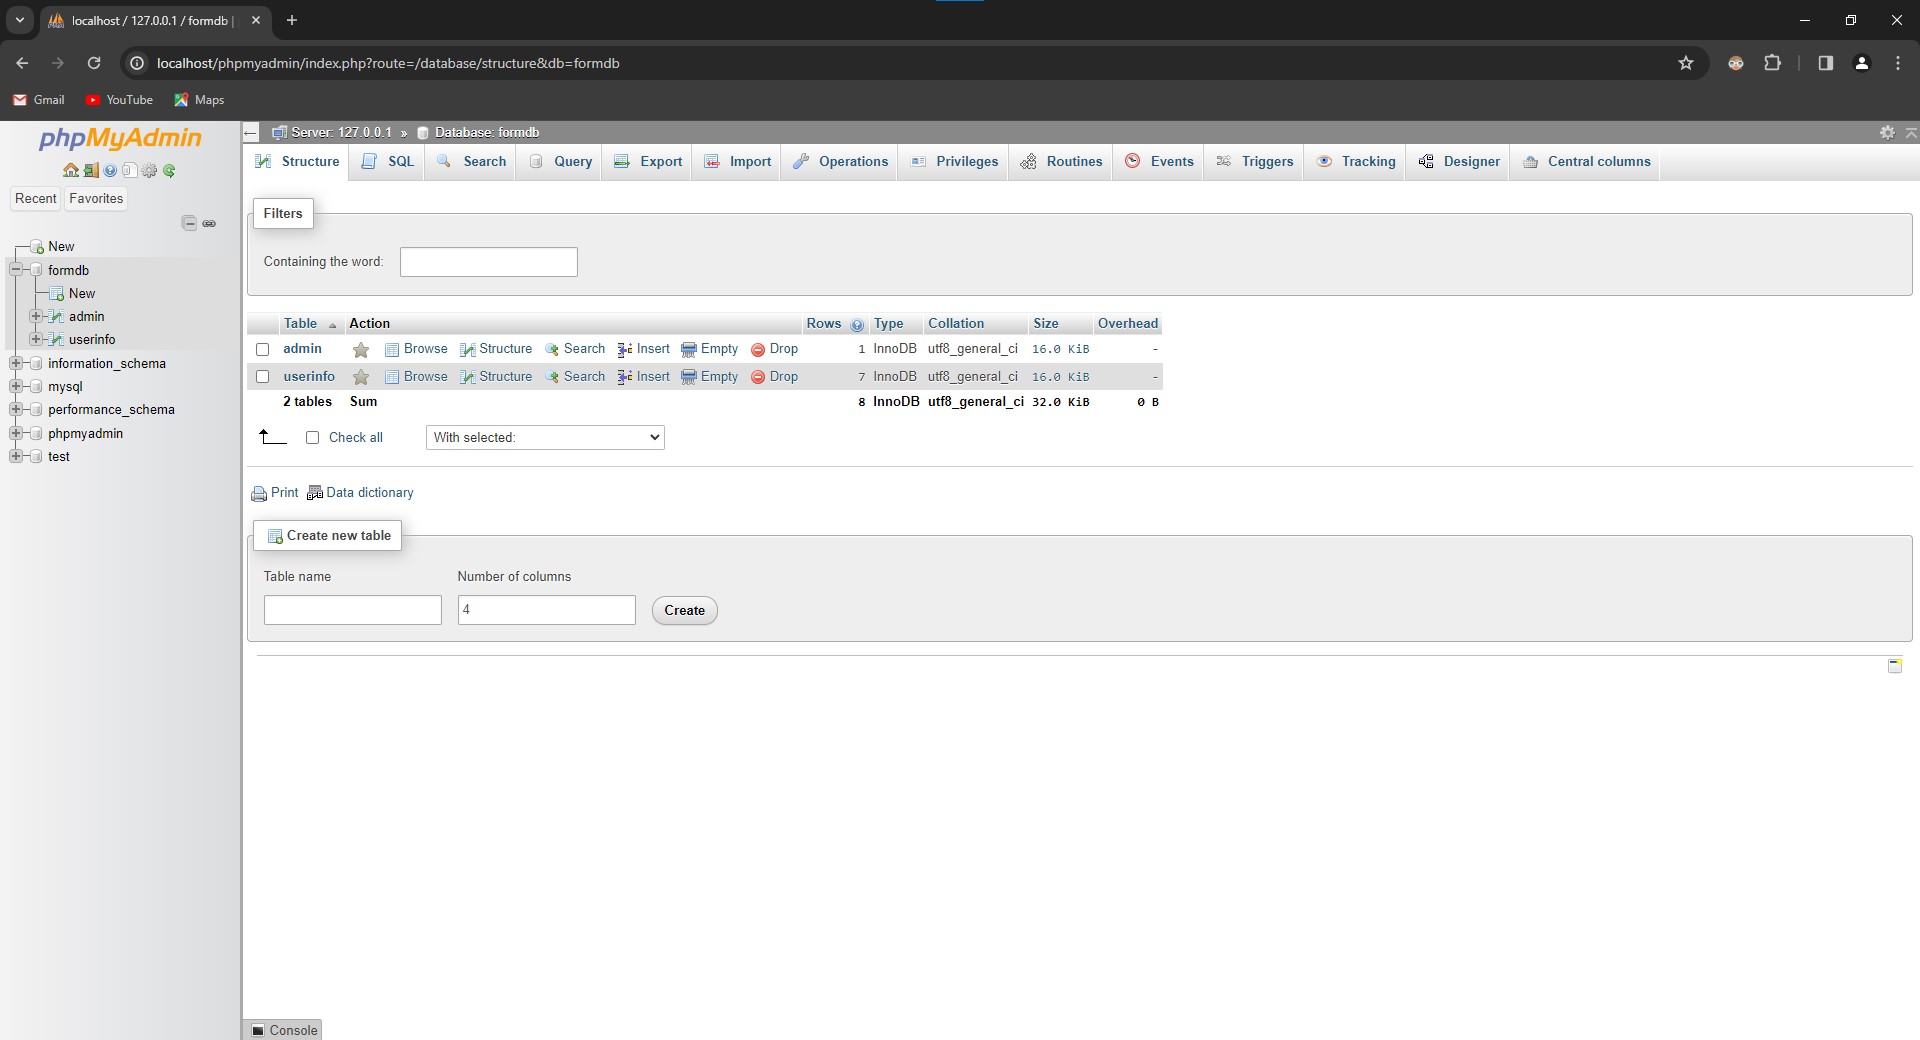 localhost / 127.0.0.1 / formdb |
localhost/phpmyadmin/index.php?route=/database/structure&db=formdb
Gmail YouTube Maps
phpMyAdmin
Recent Favorites
New
formdb
New
admin
userinfo
information_schema
mysql
performance_schema
phpmyadmin
test
Server: 127.0.0.1 » Database: formdb
Structure SQL Search Query Export Import Operations Privileges Routines Events Triggers Tracking Designer Central columns
Filters
Containing the word:
Table Action Rows Type Collation Size Overhead
admin Browse Structure Search Insert Empty Drop 1 InnoDB utf8_general_ci 16.0 KiB -
userinfo Browse Structure Search Insert Empty Drop 7 InnoDB utf8_general_ci 16.0 KiB -
2 tables Sum 8 InnoDB utf8_general_ci 32.0 KiB 0 B
Check all With selected:
Print Data dictionary
Create new table
Table name Number of columns
4 Create
Console